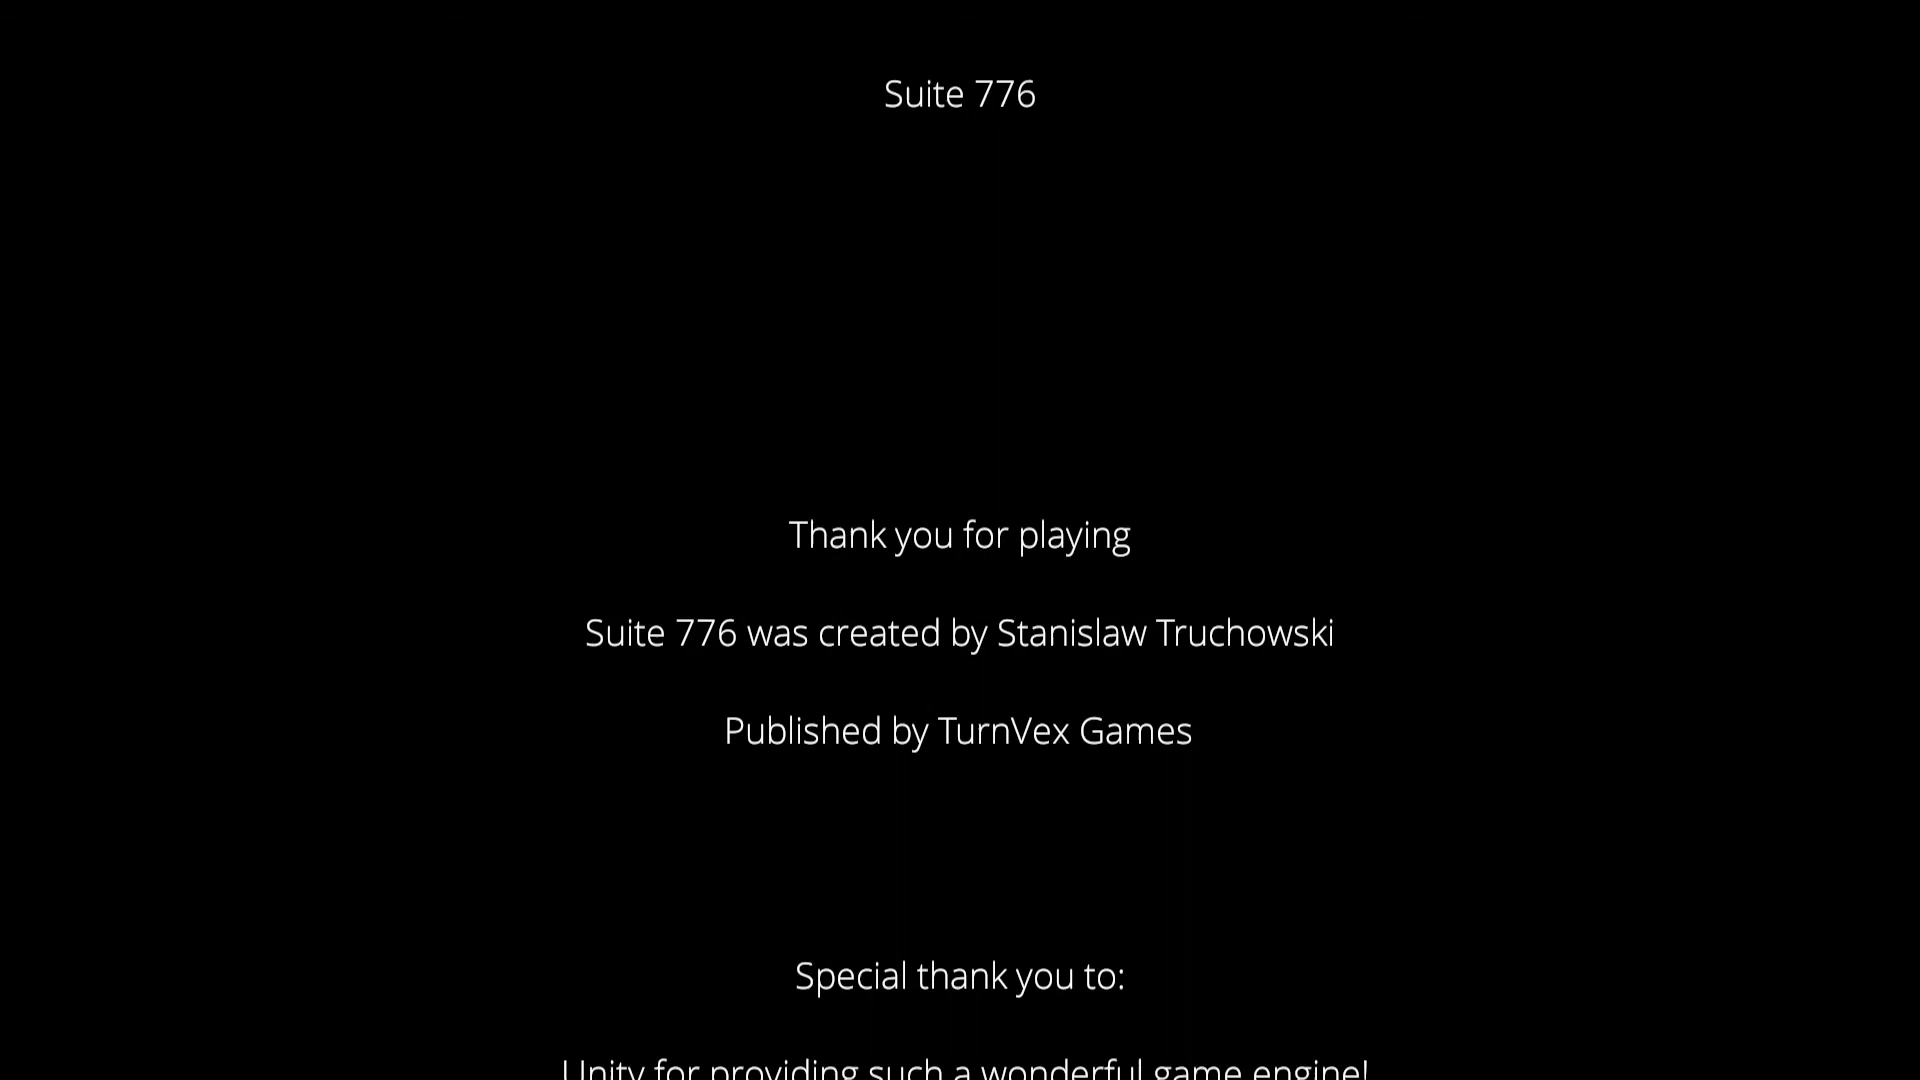 Suite 776
Thank you for playing
Suite 776 was created by Stanislaw Truchowski
Published by TurnVex Games
Special thank you to:
Unity for providing such a wonderful game engine!